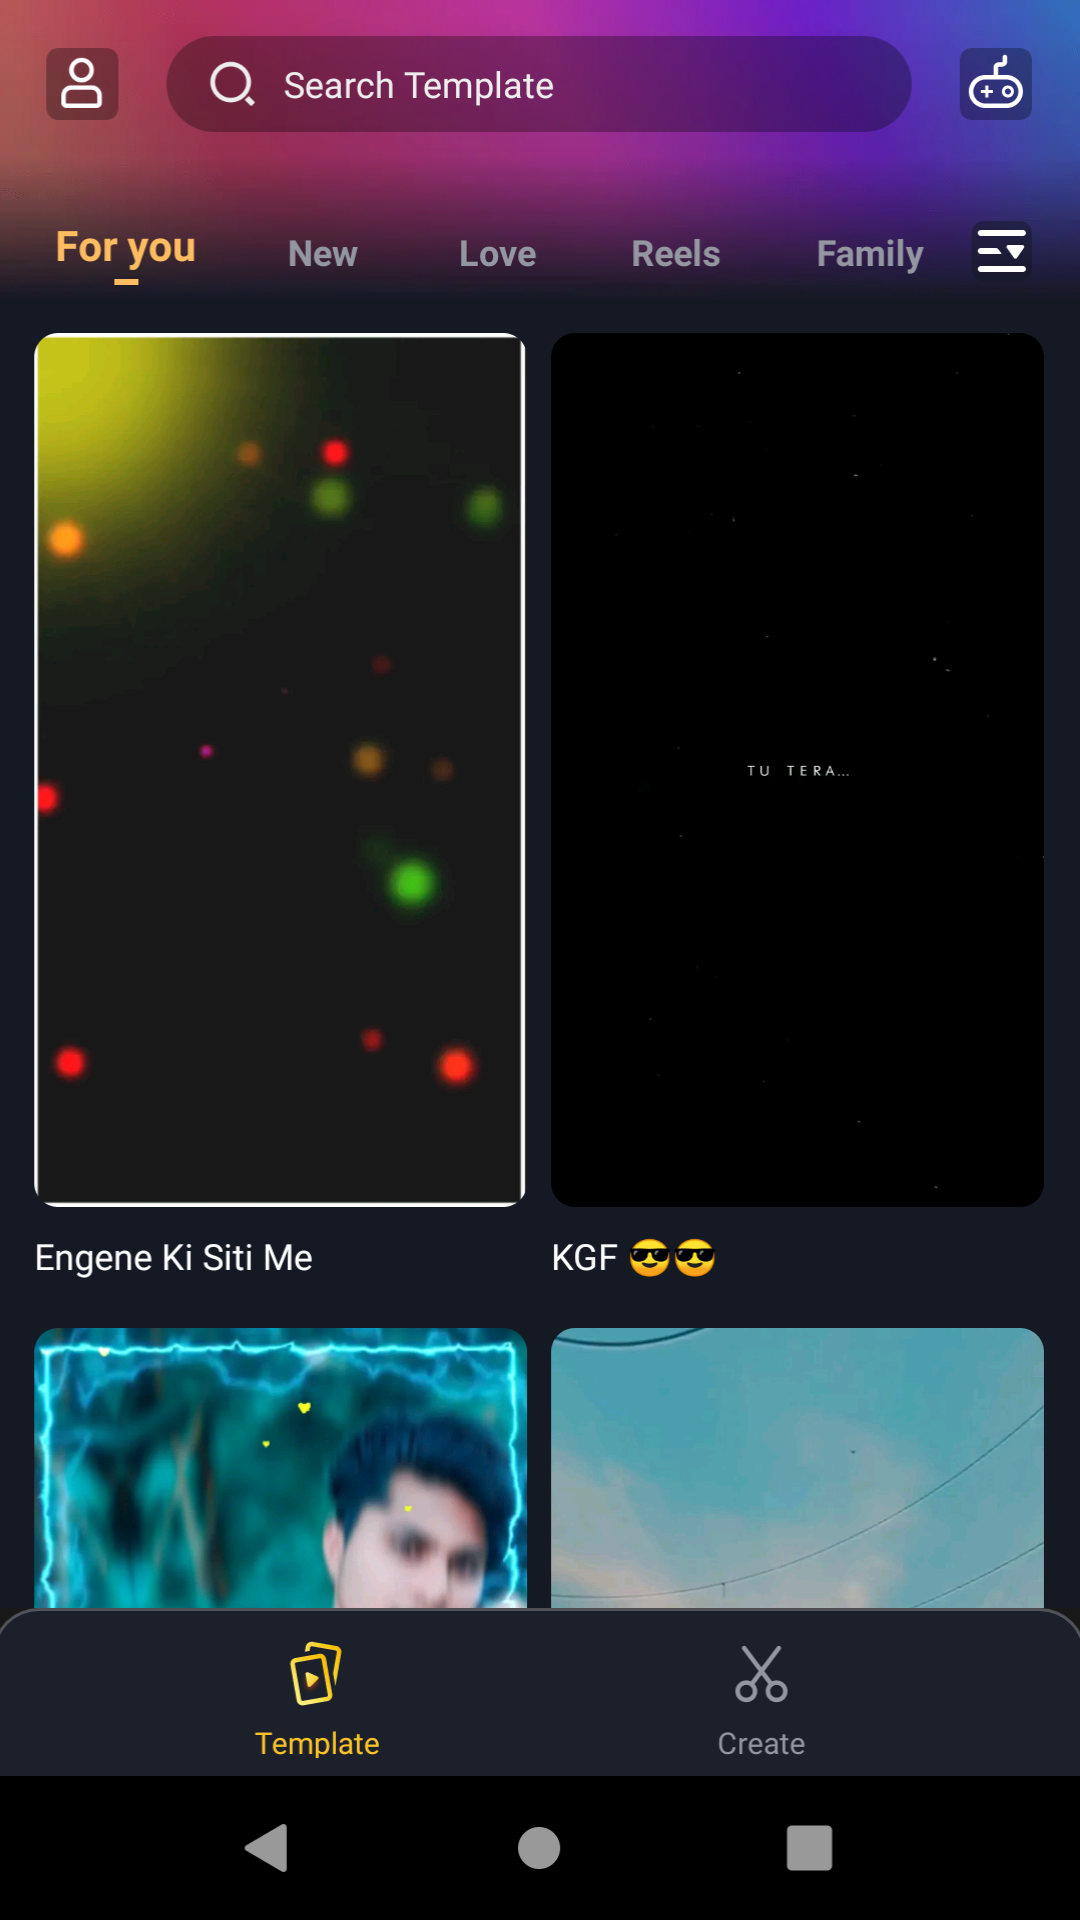 Search Template
For you New Love Reels Family
TU TERA...
Engene Ki Siti Me KGF 😎😎
Template Create